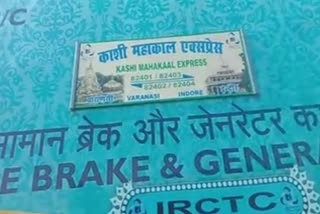 /C
काशी महाकाल एक्सप्रेस
KASHI MAHAKAAL EXPRESS
82401 / 82403
82402 / 82404
VARANASI INDORE
सामान ब्रेक और जेनरेटर क
E BRAKE & GENERA
IRCTC